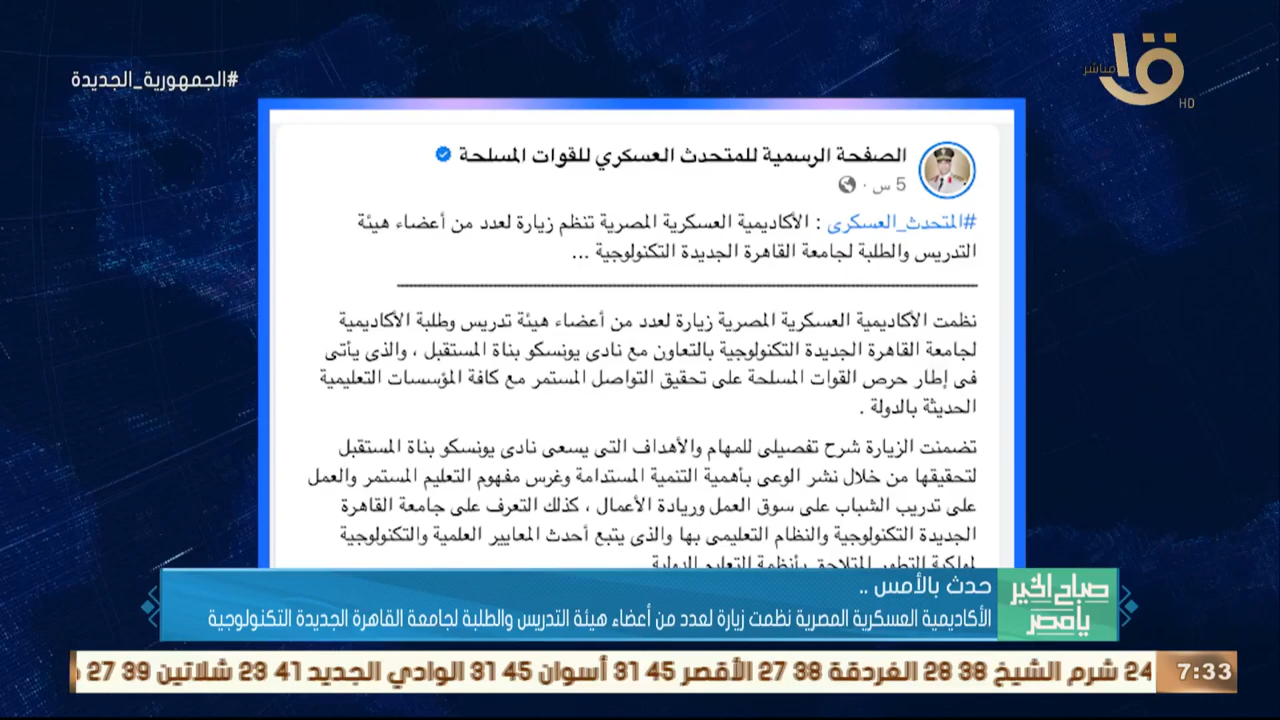 #الجمهورية_الجديدة
مباشر
HD
الصفحة الرسمية للمتحدث العسكري للقوات المسلحة
5 س ·
#المتحدث_العسكرى : الأكاديمية العسكرية المصرية تنظم زيارة لعدد من أعضاء هيئة
التدريس والطلبة لجامعة القاهرة الجديدة التكنولوجية ...
نظمت الأكاديمية العسكرية المصرية زيارة لعدد من أعضاء هيئة تدريس وطلبة الأكاديمية
لجامعة القاهرة الجديدة التكنولوجية بالتعاون مع نادى يونسكو بناة المستقبل ، والذى يأتى
فى إطار حرص القوات المسلحة على تحقيق التواصل المستمر مع كافة المؤسسات التعليمية
الحديثة بالدولة .
تضمنت الزيارة شرح تفصيلى للمهام والأهداف التى يسعى نادى يونسكو بناة المستقبل
لتحقيقها من خلال نشر الوعى بأهمية التنمية المستدامة وغرس مفهوم التعليم المستمر والعمل
على تدريب الشباب على سوق العمل وريادة الأعمال ، كذلك التعرف على جامعة القاهرة
الجديدة التكنولوجية والنظام التعليمى بها والذى يتبع أحدث المعايير العلمية والتكنولوجية
لمواكبة التطور المتلاحق بأنظمة التعليم الدولية
صباح الخير
يا مصر
حدث بالأمس ..
الأكاديمية العسكرية المصرية نظمت زيارة لعدد من أعضاء هيئة التدريس والطلبة لجامعة القاهرة الجديدة التكنولوجية
7:33
24 شرم الشيخ 38 28 الغردقة 38 27 الأقصر 45 31 أسوان 45 31 الوادي الجديد 41 23 شلاتين 39 27